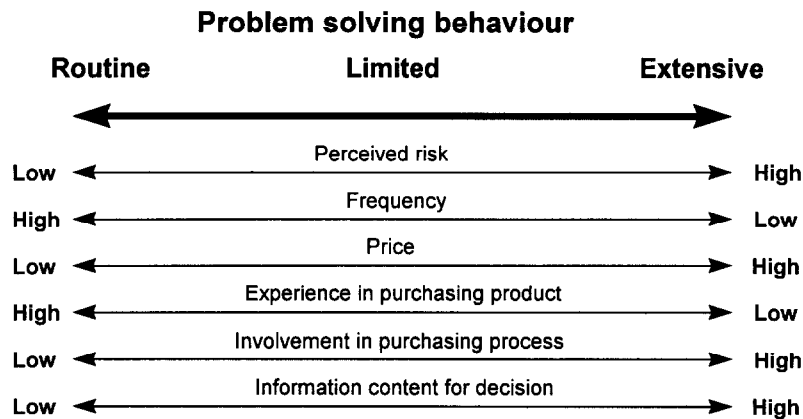 Problem solving behaviour
Routine Limited Extensive
Perceived risk
Low High
Frequency
High Low
Price
Low High
Experience in purchasing product
High Low
Involvement in purchasing process
Low High
Information content for decision
Low High